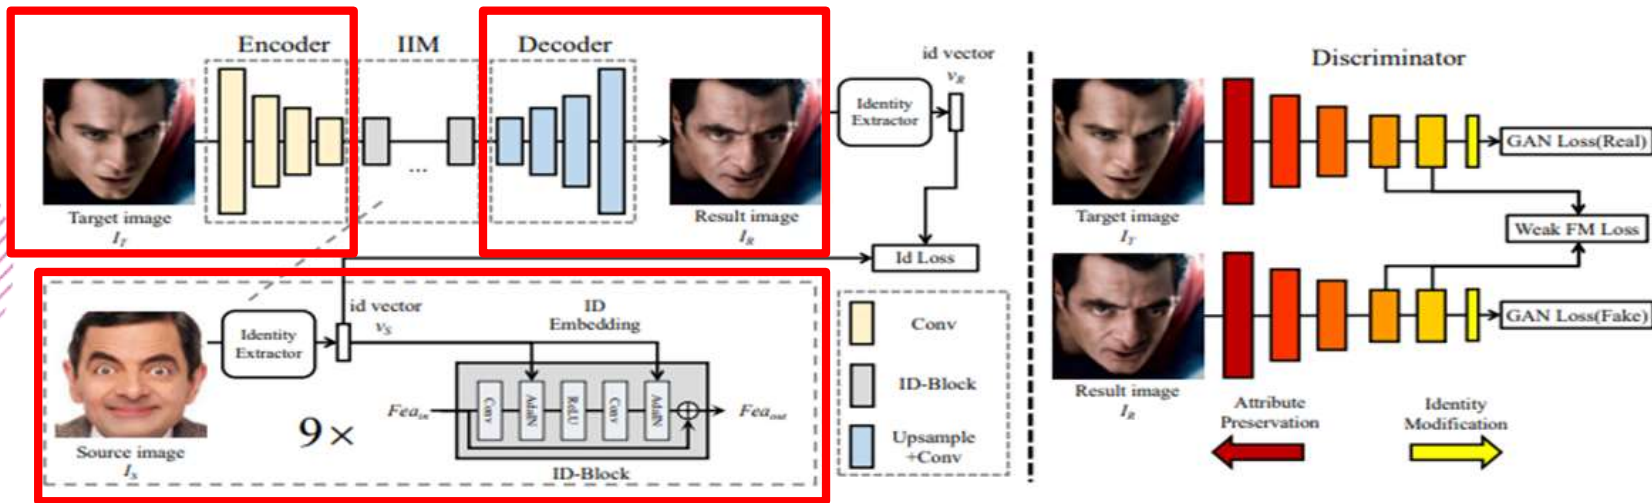 Encoder
IIM
Decoder
Target image
I_T
...
Result image
I_R
Identity
Extractor
id vector
v_R
Id Loss
Source image
I_S
Identity
Extractor
id vector
v_S
ID
Embedding
9×
Fea_in
Conv
AdaIN
ReLU
Conv
AdaIN
Fea_out
ID-Block
Conv
ID-Block
Upsample
+Conv
Discriminator
Target image
I_T
GAN Loss(Real)
Weak FM Loss
Result image
I_R
GAN Loss(Fake)
Attribute
Preservation
Identity
Modification